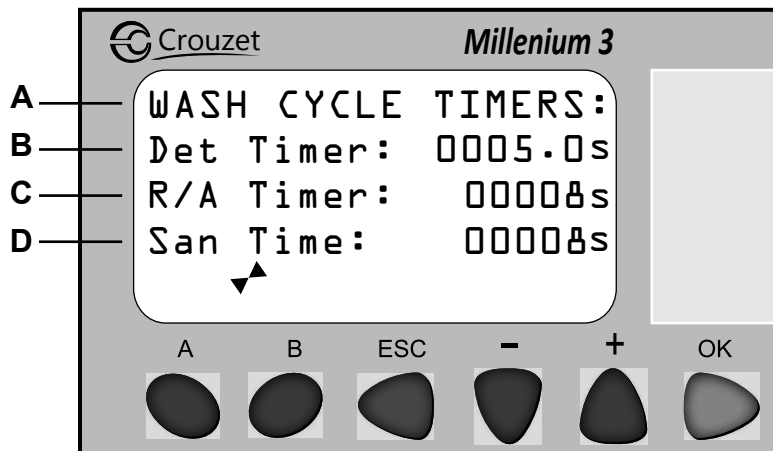 Crouzet Millenium 3
A WASH CYCLE TIMERS:
B Det Timer: 0005.0s
C R/A Timer: 00008s
D San Time: 00008s
A B ESC - + OK